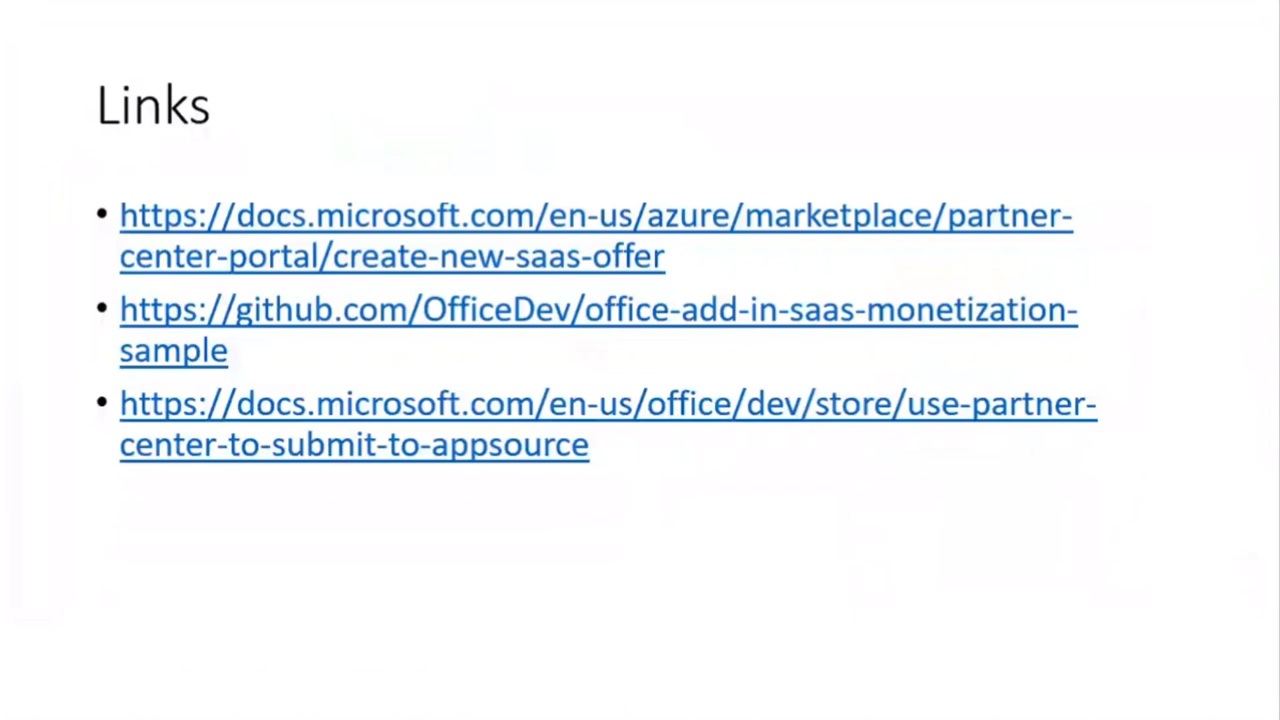 Links
• https://docs.microsoft.com/en-us/azure/marketplace/partner-
center-portal/create-new-saas-offer
• https://github.com/OfficeDev/office-add-in-saas-monetization-
sample
• https://docs.microsoft.com/en-us/office/dev/store/use-partner-
center-to-submit-to-appsource